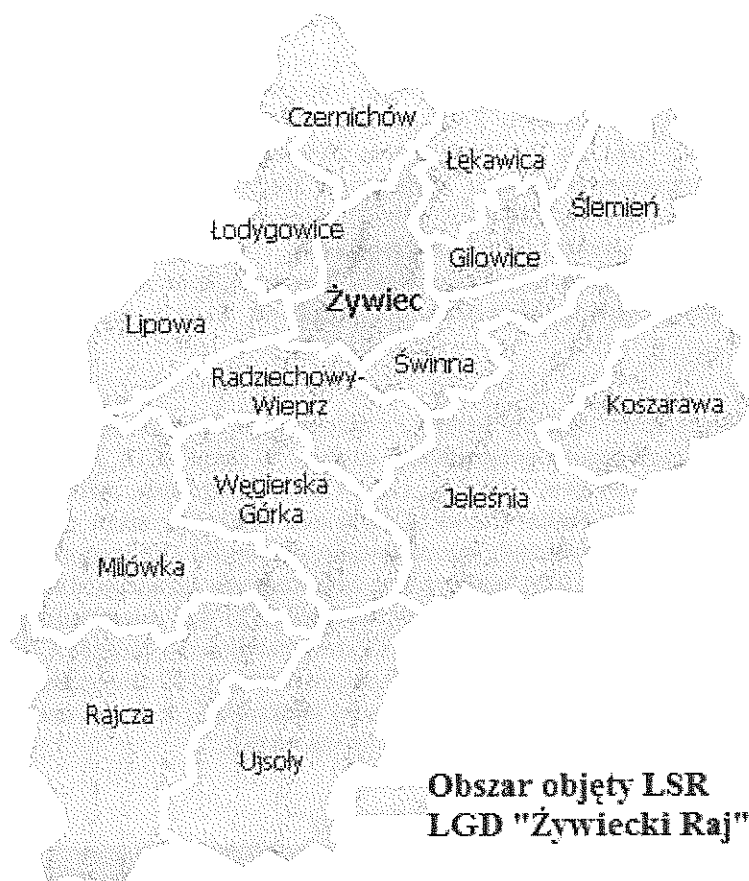 Czernichów
Łękawica
Ślemień
Łodygowice
Gilowice
Żywiec
Lipowa
Świnna
Radziechowy-
Wieprz
Koszarawa
Węgierska
Górka
Jeleśnia
Milówka
Rajcza
Ujsoły
Obszar objęty LSR
LGD "Żywiecki Raj"